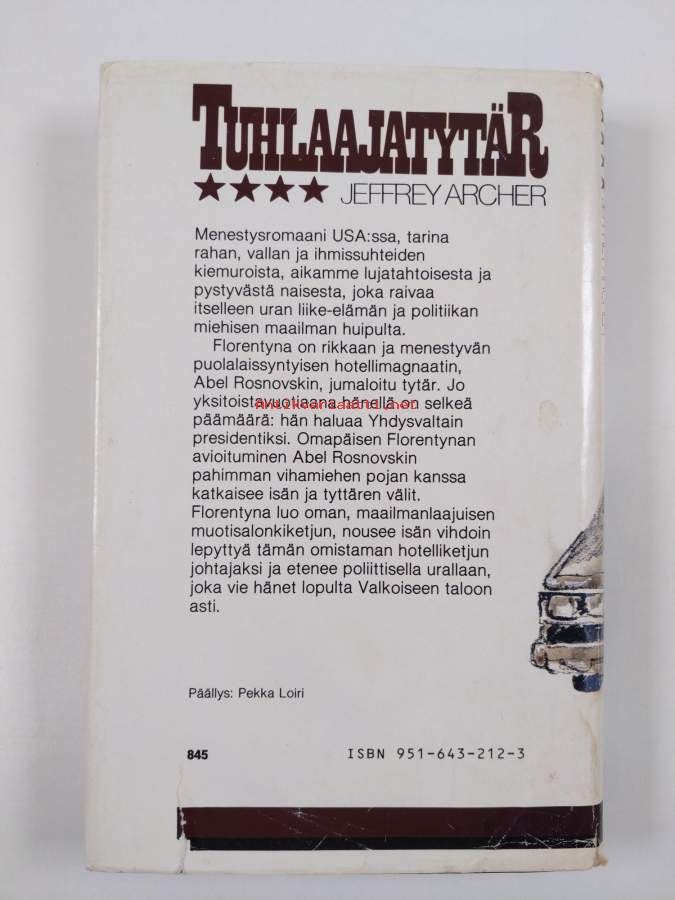 TUHLAAJATYTÄR
★★★★ JEFFREY ARCHER
Menestysromaani USA:ssa, tarina
rahan, vallan ja ihmissuhteiden
kiemuroista, aikamme lujatahtoisesta ja
pystyvästä naisesta, joka raivaa
itselleen uran liike-elämän ja politiikan
miehisen maailman huipulta.
Florentyna on rikkaan ja menestyvän
puolalaissyntyisen hotellimagnaatin,
Abel Rosnovskin, jumaloitu tytär. Jo
yksitoistavuotiaana hänellä on selkeä
antikvariaatti.net
päämäärä: hän haluaa Yhdysvaltain
presidentiksi. Omapäisen Florentynan
avioituminen Abel Rosnovskin
pahimman vihamiehen pojan kanssa
katkaisee isän ja tyttären välit.
Florentyna luo oman, maailmanlaajuisen
muotisalonkiketjun, nousee isän vihdoin
lepyttyä tämän omistaman hotelliketjun
johtajaksi ja etenee poliittisella urallaan,
joka vie hänet lopulta Valkoiseen taloon
asti.
Päällys: Pekka Loiri
845
ISBN 951-643-212-3